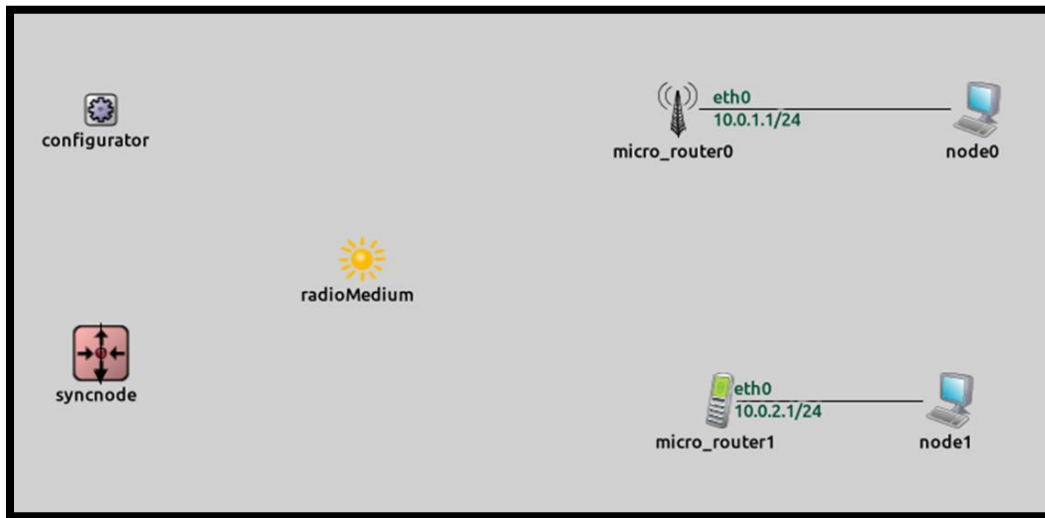 configurator
eth0
10.0.1.1/24
micro_router0
node0
radioMedium
syncnode
eth0
10.0.2.1/24
micro_router1
node1